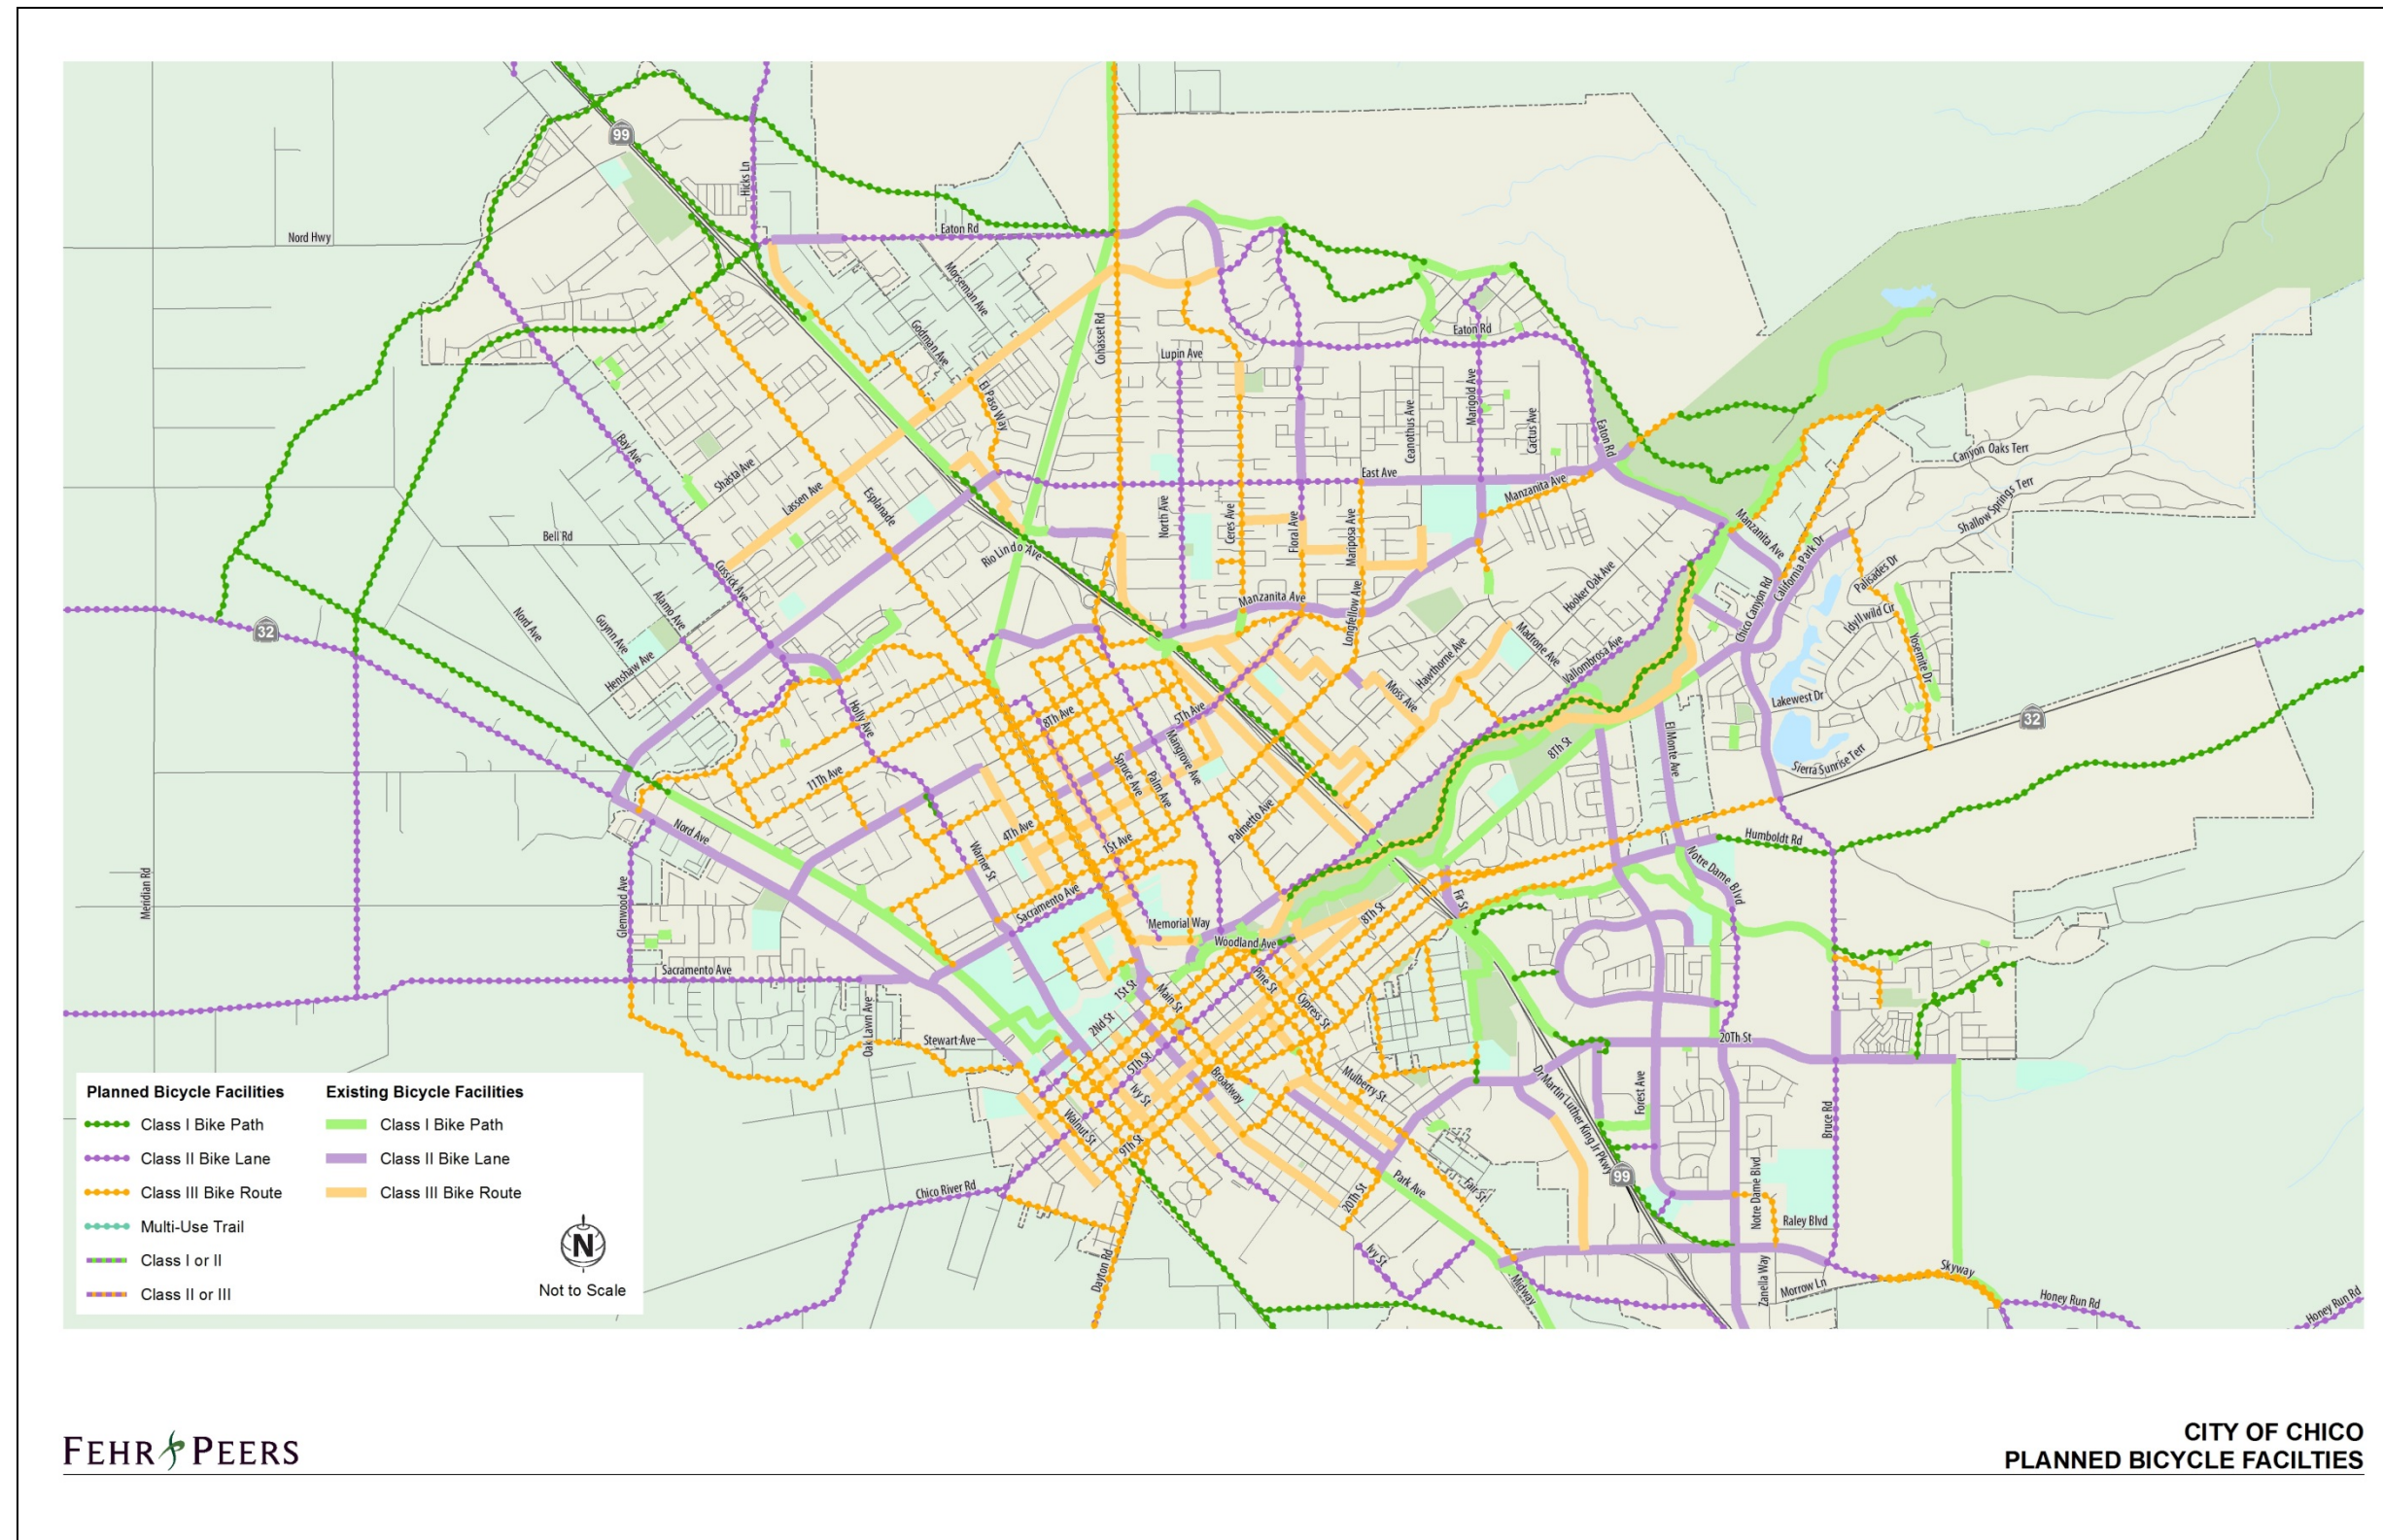 99
Hicks Ln
Nord Hwy
Eaton Rd
Morseman Ave
Godman Ave
Cohasset Rd
Lupin Ave
Eaton Rd
El Paso Way
Marigold Ave
Ceanothus Ave
Cactus Ave
Eaton Rd
Bay Ave
Shasta Ave
Lassen Ave
Esplanade
East Ave
Manzanita Ave
Canyon Oaks Terr
Shallow Springs Terr
North Ave
Ceres Ave
Floral Ave
Mariposa Ave
Manzanita Ave
California Park Dr
Bell Rd
Rio Lindo Ave
Cussick Ave
Hooker Oak Ave
Chico Canyon Rd
Palisades Dr
Idyllwild Cir
Yosemite Dr
32
Nord Ave
Guynn Ave
Alamo Ave
Henshaw Ave
Manzanita Ave
Longfellow Ave
Hawthorne Ave
Madrone Ave
Vallombrosa Ave
Moss Ave
Holly Ave
8Th Ave
5Th Ave
Mangrove Ave
Spruce Ave
Palm Ave
8Th St
El Monte Ave
Lakewest Dr
Sierra Sunrise Terr
32
11Th Ave
4Th Ave
1St Ave
Palmetto Ave
Nord Ave
Warner St
Humboldt Rd
Notre Dame Blvd
Meridian Rd
Glenwood Ave
Sacramento Ave
Memorial Way
Woodland Ave
8Th St
Fir St
Sacramento Ave
Oak Lawn Ave
Stewart Ave
1St St
2Nd St
Main St
Pine St
Cypress St
5Th St
Ivy St
Broadway
Mulberry St
20Th St
Dr Martin Luther King Jr Pkwy
Forest Ave
Bruce Rd
Walnut St
9Th St
99
Chico River Rd
20Th St
Park Ave
Fair St
Notre Dame Blvd
Raley Blvd
Dayton Rd
Ivy St
Midway
Zanella Way
Morrow Ln
Skyway
Honey Run Rd
Honey Run Rd
Planned Bicycle Facilities
Class I Bike Path
Class II Bike Lane
Class III Bike Route
Multi-Use Trail
Class I or II
Class II or III
Existing Bicycle Facilities
Class I Bike Path
Class II Bike Lane
Class III Bike Route
N
Not to Scale
FEHR PEERS
CITY OF CHICO
PLANNED BICYCLE FACILTIES